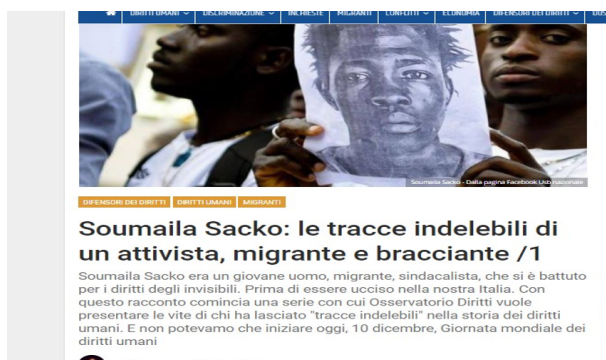 DIRITTI UMANI DISCRIMINAZIONE INCHIESTE MIGRANTI CONFLITTI ECONOMIA DIFENSORI DEI DIRITTI
Soumaila Sacko - Dalla pagina Facebook Usb nazionale
DIFENSORI DEI DIRITTI DIRITTI UMANI MIGRANTI
Soumaila Sacko: le tracce indelebili di
un attivista, migrante e bracciante /1
Soumaila Sacko era un giovane uomo, migrante, sindacalista, che si è battuto
per i diritti degli invisibili. Prima di essere ucciso nella nostra Italia. Con
questo racconto comincia una serie con cui Osservatorio Diritti vuole
presentare le vite di chi ha lasciato "tracce indelebili" nella storia dei diritti
umani. E non potevamo che iniziare oggi, 10 dicembre, Giornata mondiale dei
diritti umani